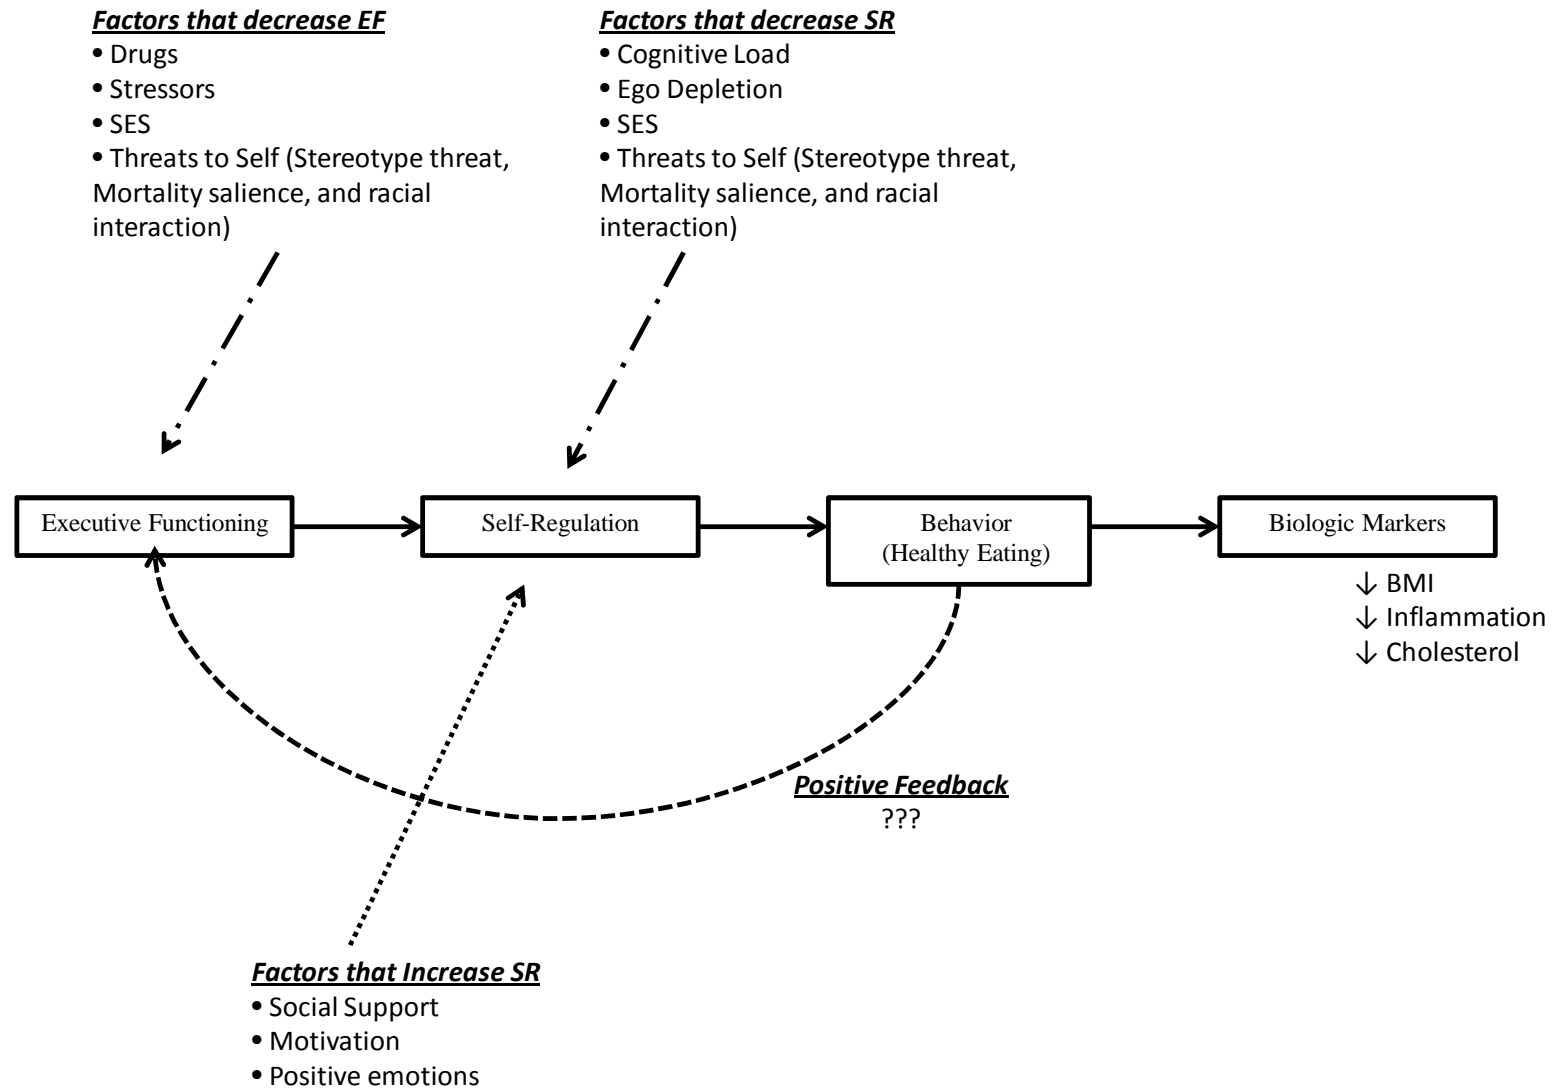 Factors that decrease EF
• Drugs
• Stressors
• SES
• Threats to Self (Stereotype threat,
Mortality salience, and racial
interaction)
Factors that decrease SR
• Cognitive Load
• Ego Depletion
• SES
• Threats to Self (Stereotype threat,
Mortality salience, and racial
interaction)
Executive Functioning
Self-Regulation
Behavior
(Healthy Eating)
Biologic Markers
↓ BMI
↓ Inflammation
↓ Cholesterol
Positive Feedback
???
Factors that Increase SR
• Social Support
• Motivation
• Positive emotions